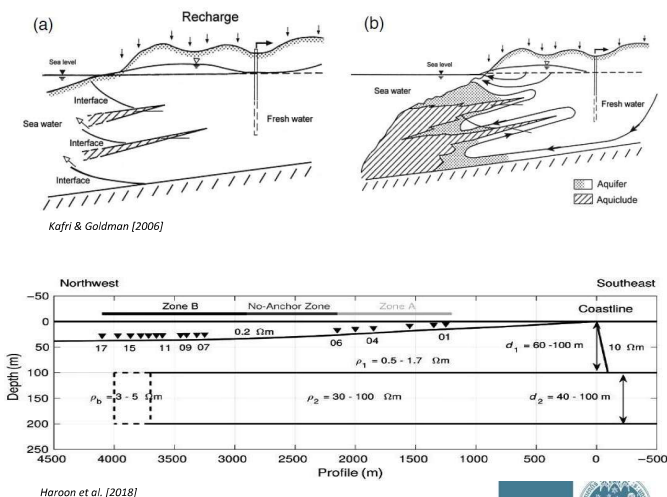 (a)
Recharge
Sea level
Interface
Sea water
Interface
Interface
Fresh water
(b)
Sea level
Sea water
Fresh water
Aquifer
Aquiclude
Kafri & Goldman [2006]
Northwest
Southeast
Zone B
No-Anchor Zone
Zone A
Coastline
0.2 Ωm
17 15 11 09 07 06 04 01
ρ1 = 0.5 - 1.7 Ωm
d1 = 60 -100 m
10 Ωm
ρb = 3 - 5 Ωm
ρ2 = 30 - 100 Ωm
d2 = 40 - 100 m
Depth (m)
-50
0
50
100
150
200
250
4500 4000 3500 3000 2500 2000 1500 1000 500 0 -500
Profile (m)
Haroon et al. [2018]